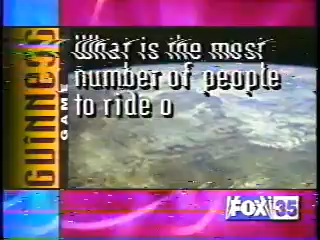 GUINNESS
GAME
What is the most
number of people
to ride o
FOX 35